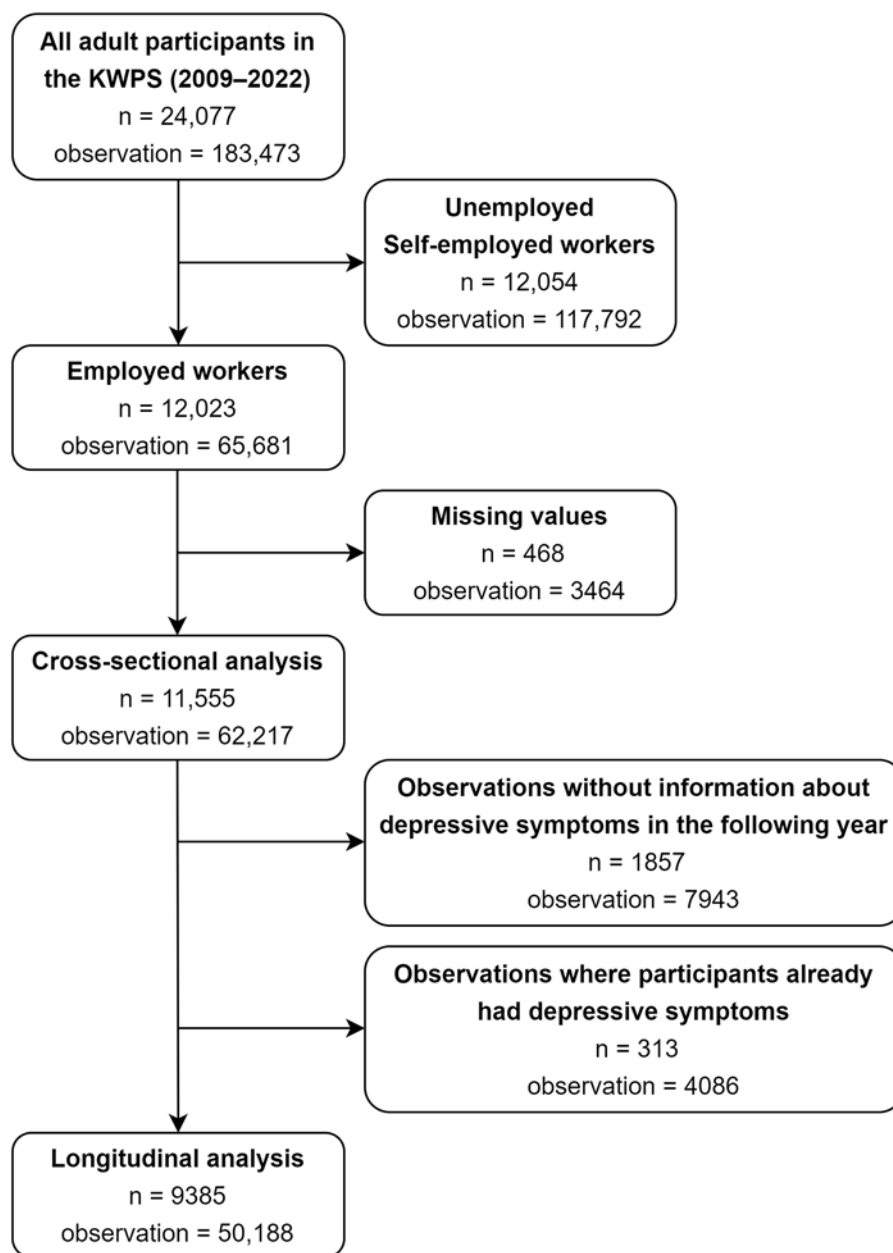 All adult participants in
the KWPS (2009–2022)
n = 24,077
observation = 183,473
Unemployed
Self-employed workers
n = 12,054
observation = 117,792
Employed workers
n = 12,023
observation = 65,681
Missing values
n = 468
observation = 3464
Cross-sectional analysis
n = 11,555
observation = 62,217
Observations without information about
depressive symptoms in the following year
n = 1857
observation = 7943
Observations where participants already
had depressive symptoms
n = 313
observation = 4086
Longitudinal analysis
n = 9385
observation = 50,188